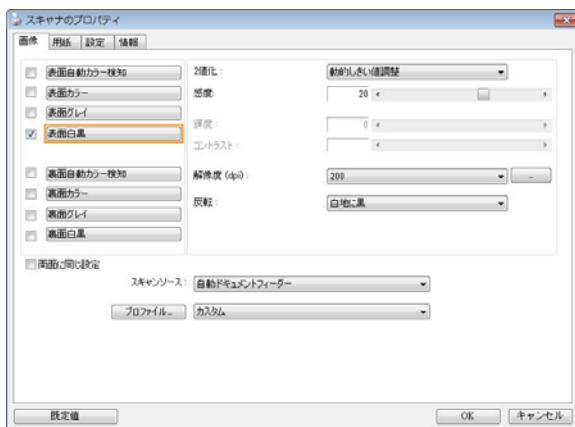 スキャナのプロパティ
画像 用紙 設定 情報
表面自動カラー検知
表面カラー
表面グレイ
表面白黒
裏面自動カラー検知
裏面カラー
裏面グレイ
裏面白黒
2値化: 動的しきい値調整
感度: 20
輝度: 0
コントラスト:
解像度 (dpi): 200
反転: 白地に黒
両面に同じ設定
スキャンソース: 自動ドキュメントフィーダー
プロファイル... カスタム
既定値 OK キャンセル